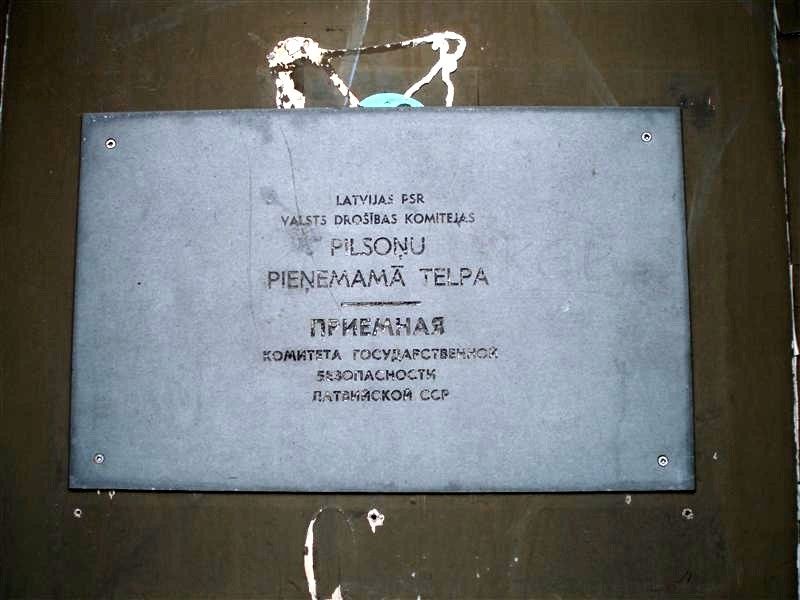 LATVIJAS PSR
VALSTS DROŠĪBAS KOMITEJAS
PILSOŅU
PIEŅEMAMĀ TELPA
ПРИЕМНАЯ
КОМИТЕТА ГОСУДАРСТВЕННОЙ
БЕЗОПАСНОСТИ
ЛАТВИЙСКОЙ ССР